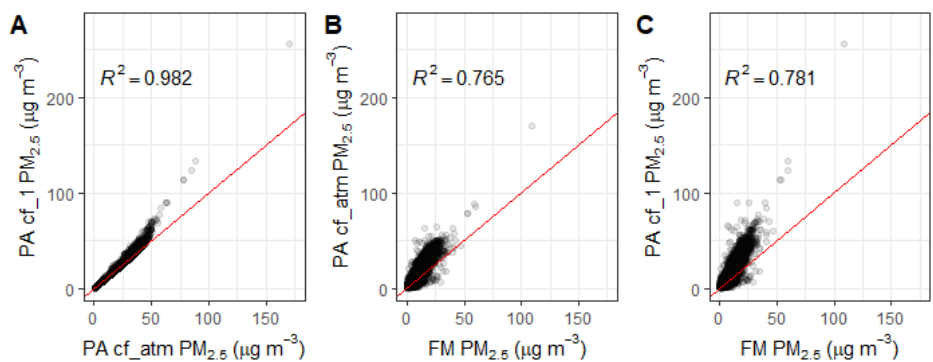 A
PA cf_1 PM2.5 (µg m−3)
R2 = 0.982
200
100
0
0 50 100 150
PA cf_atm PM2.5 (µg m−3)
B
PA cf_atm PM2.5 (µg m−3)
R2 = 0.765
200
100
0
0 50 100 150
FM PM2.5 (µg m−3)
C
PA cf_1 PM2.5 (µg m−3)
R2 = 0.781
200
100
0
0 50 100 150
FM PM2.5 (µg m−3)